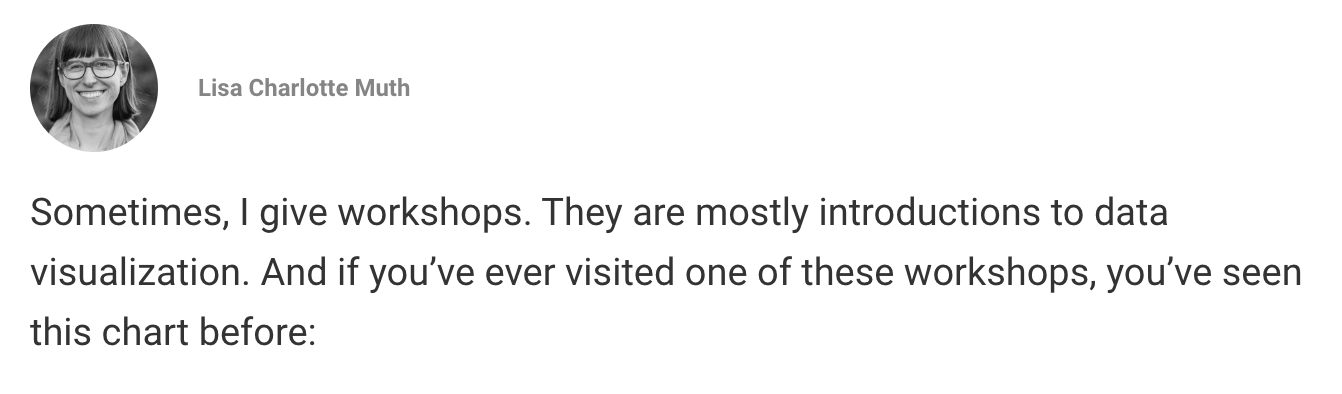 Lisa Charlotte Muth
Sometimes, I give workshops. They are mostly introductions to data
visualization. And if you’ve ever visited one of these workshops, you’ve seen
this chart before: